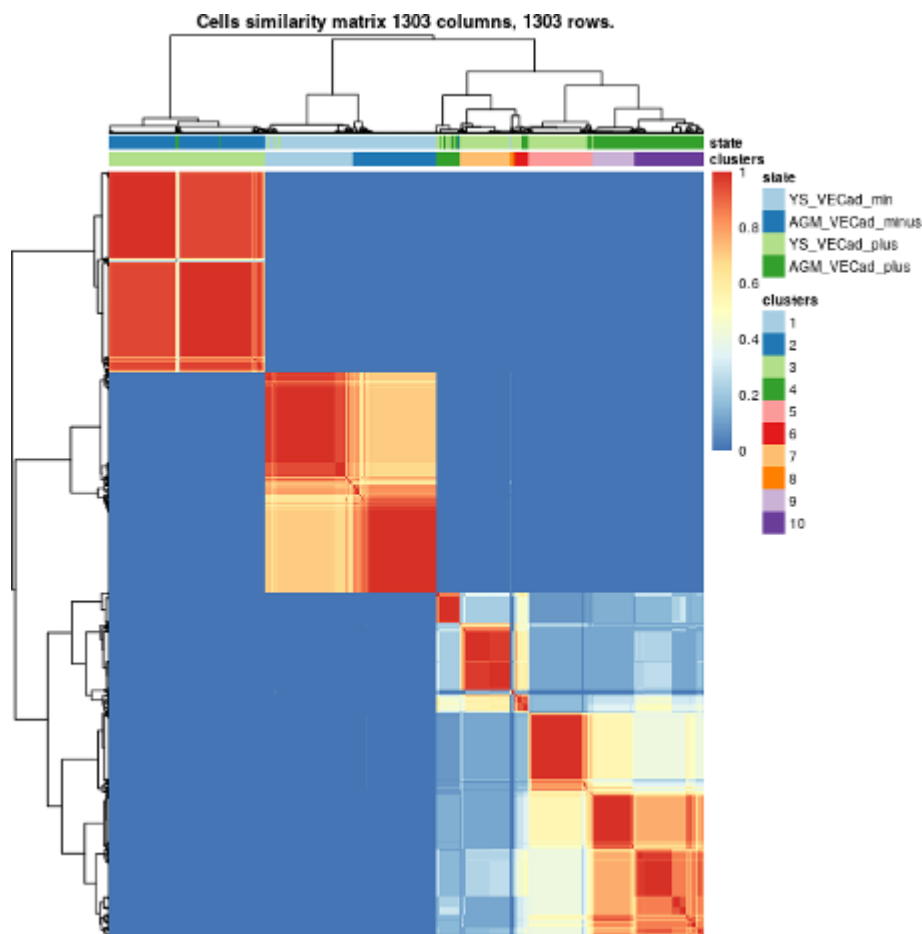 Cells similarity matrix 1303 columns, 1303 rows.
state
clusters
1
0.8
0.6
0.4
0.2
0
state
YS_VECad_min
AGM_VECad_minus
YS_VECad_plus
AGM_VECad_plus
clusters
1
2
3
4
5
6
7
8
9
10